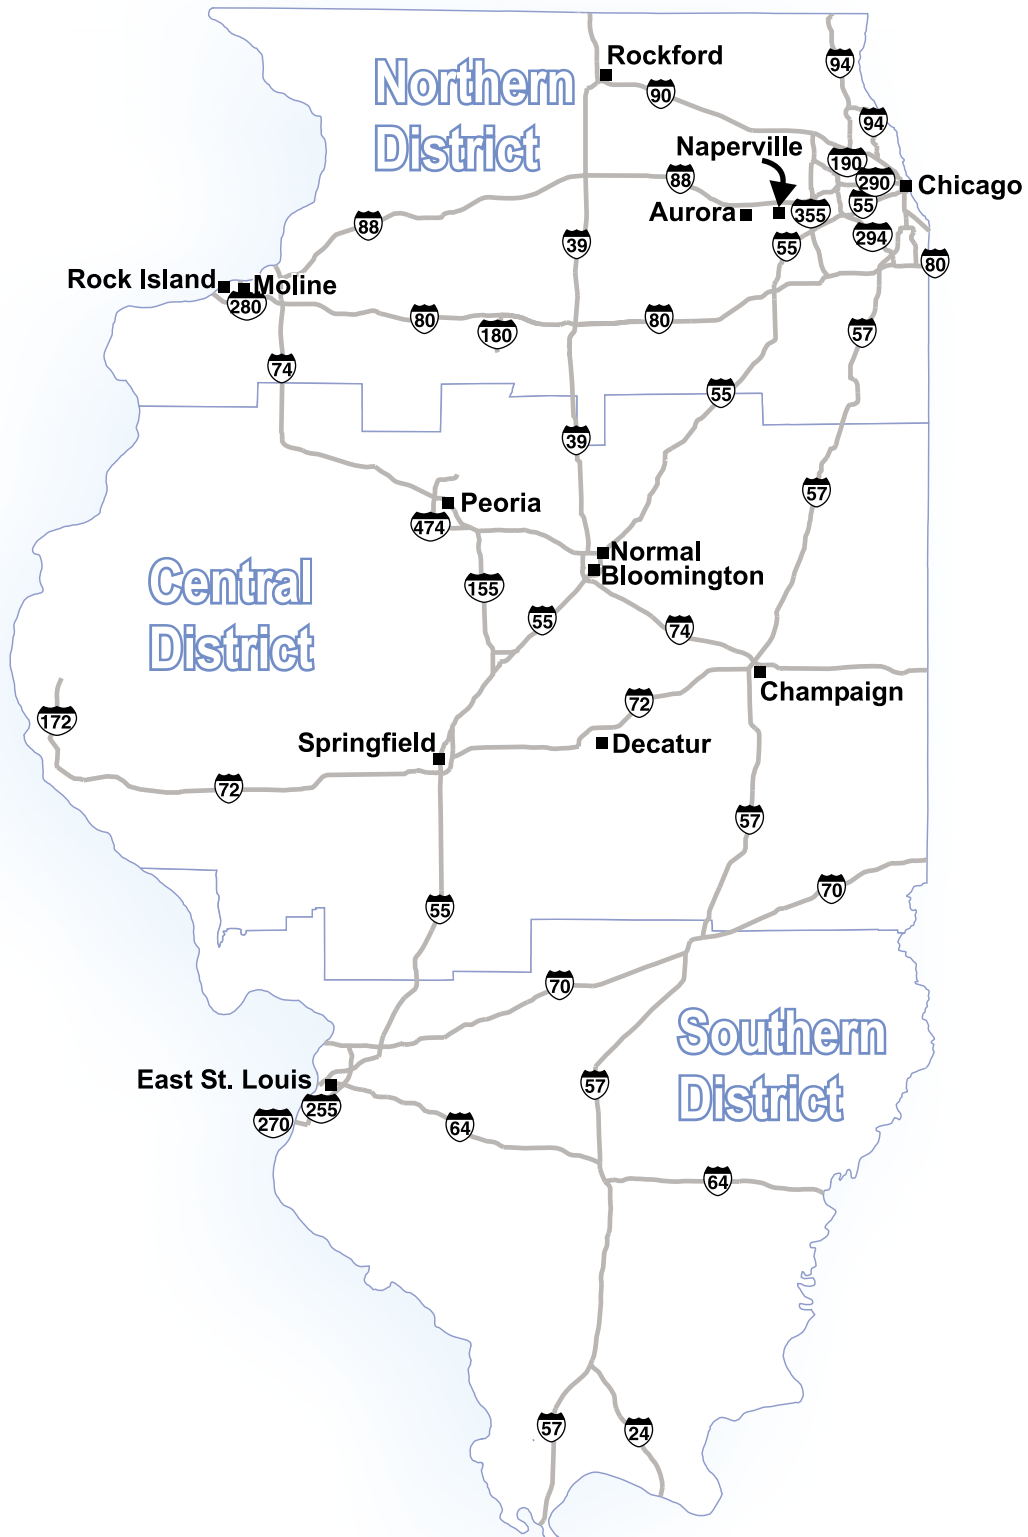 94
Rockford
Northern
District
90
94
Naperville
190
88
290
Chicago
Aurora
355
55
88
39
55
294
80
Rock Island
Moline
280
80
180
80
57
74
55
39
57
Peoria
474
Normal
Bloomington
Central
District
155
55
74
Champaign
172
72
Springfield
Decatur
72
57
70
55
70
Southern
District
East St. Louis
57
255
270
64
64
57
24